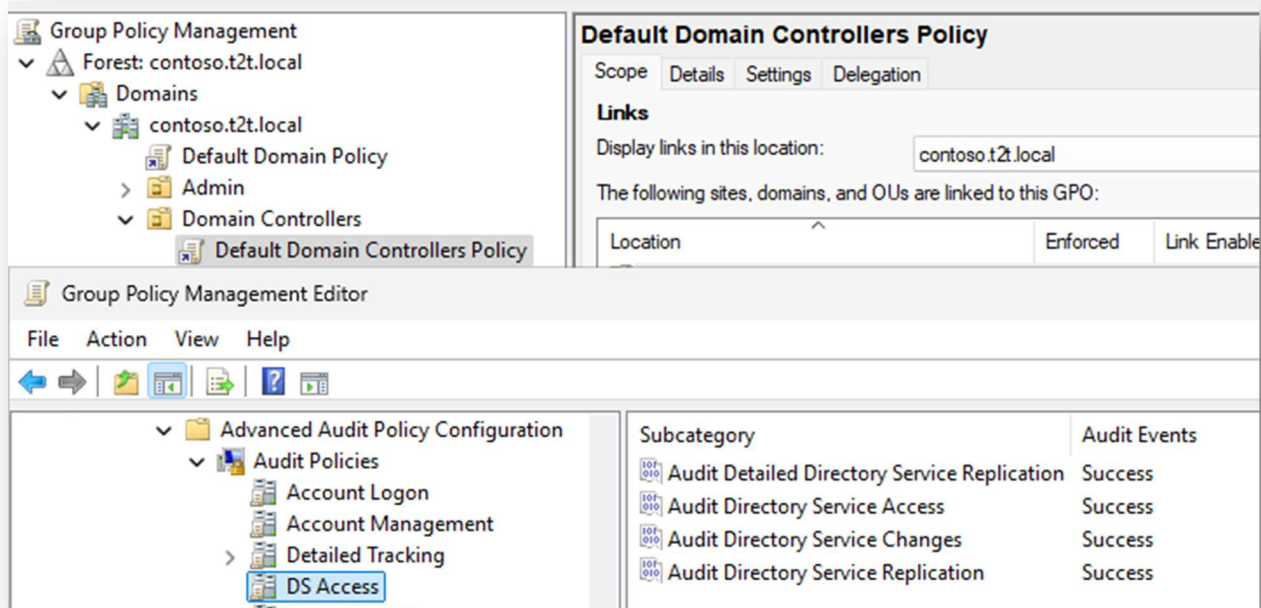 Group Policy Management
Forest: contoso.t2t.local
Domains
contoso.t2t.local
Default Domain Policy
Admin
Domain Controllers
Default Domain Controllers Policy
Default Domain Controllers Policy
Scope Details Settings Delegation
Links
Display links in this location: contoso.t2t.local
The following sites, domains, and OUs are linked to this GPO:
Location Enforced Link Enable
Group Policy Management Editor
File Action View Help
Advanced Audit Policy Configuration
Audit Policies
Account Logon
Account Management
Detailed Tracking
DS Access
Subcategory Audit Events
Audit Detailed Directory Service Replication Success
Audit Directory Service Access Success
Audit Directory Service Changes Success
Audit Directory Service Replication Success